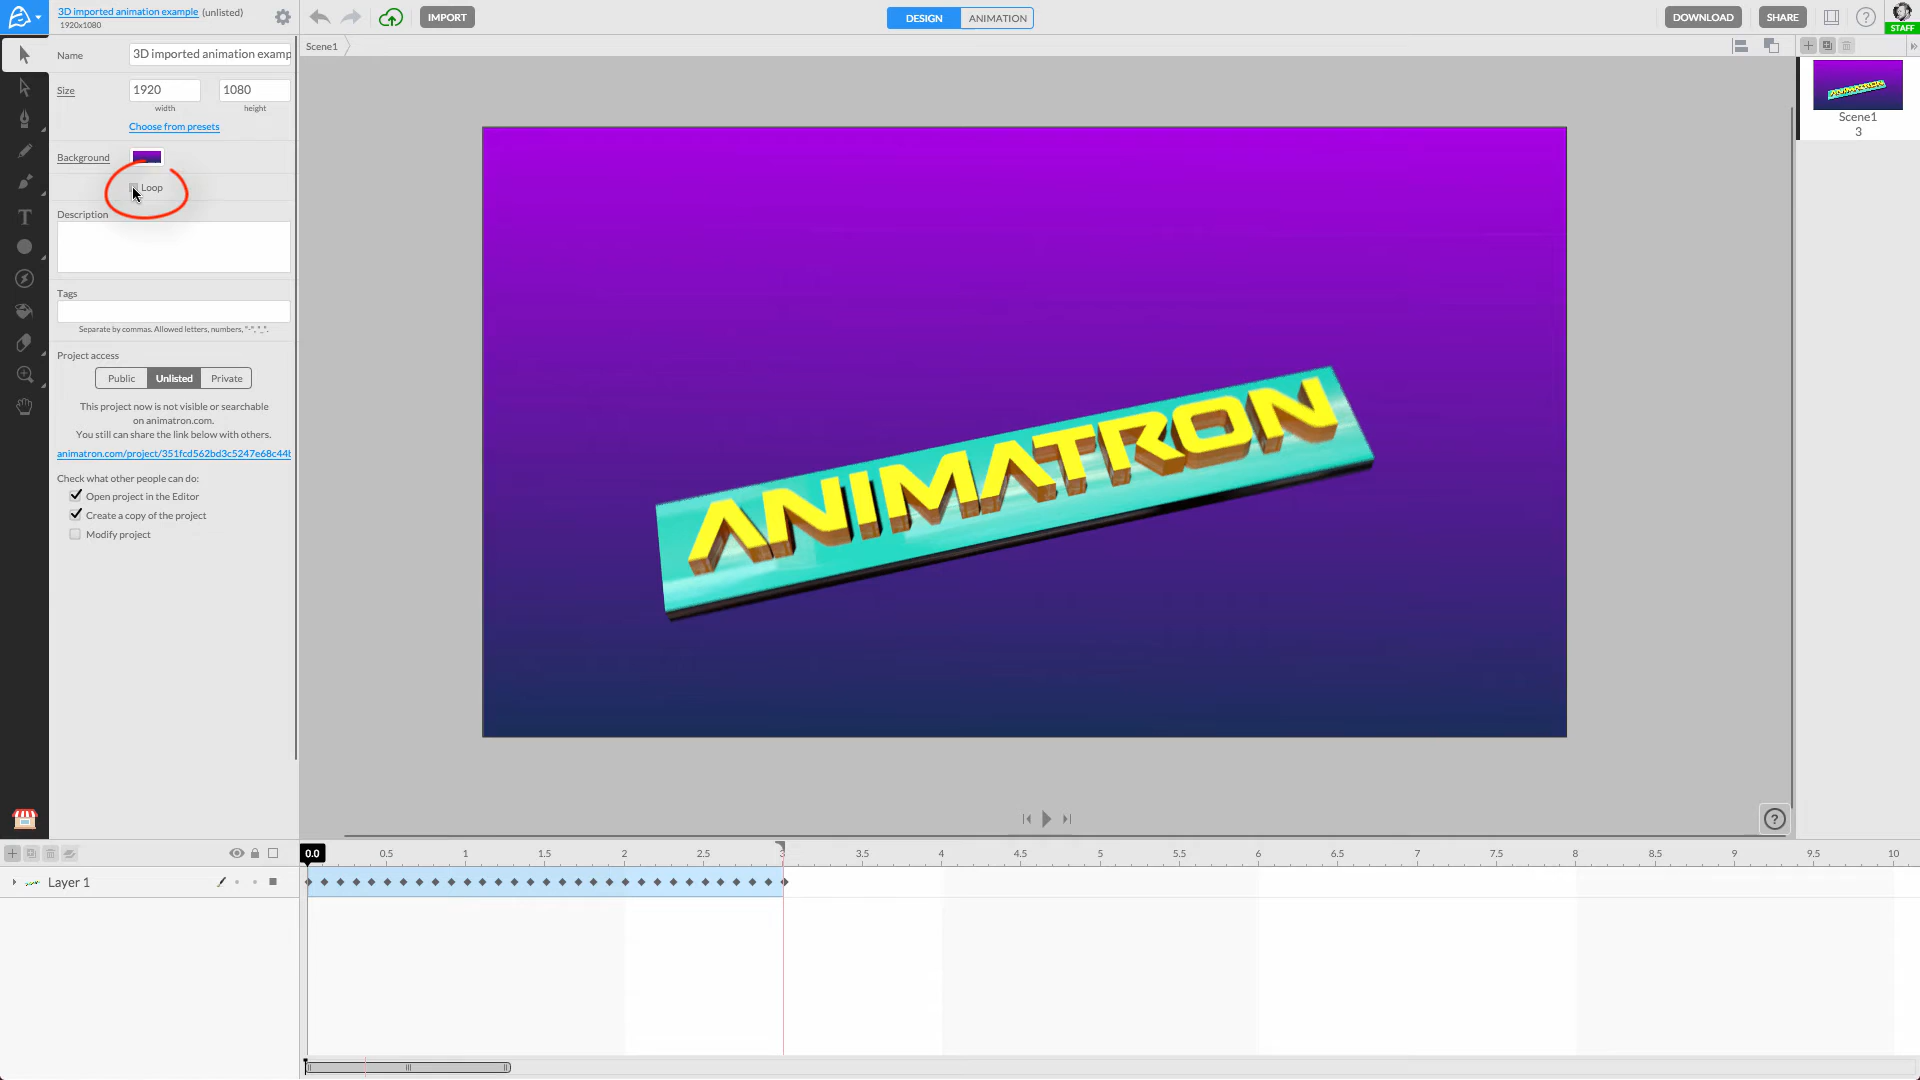 3D imported animation example (unlisted)
1920x1080
IMPORT
DESIGN
ANIMATION
DOWNLOAD
SHARE
STAFF
Name
3D imported animation examp
Size
1920
1080
width
height
Choose from presets
Background
Loop
Description
Tags
Separate by commas. Allowed letters, numbers, "-", "_".
Project access
Public
Unlisted
Private
This project now is not visible or searchable
on animatron.com.
You still can share the link below with others.
animatron.com/project/351fcd562bd3c5247e68c44b
Check what other people can do:
Open project in the Editor
Create a copy of the project
Modify project
Scene1
ANIMATRON
Scene1
3
0.0
0.5
1
1.5
2
2.5
3
3.5
4
4.5
5
5.5
6
6.5
7
7.5
8
8.5
9
9.5
10
Layer 1